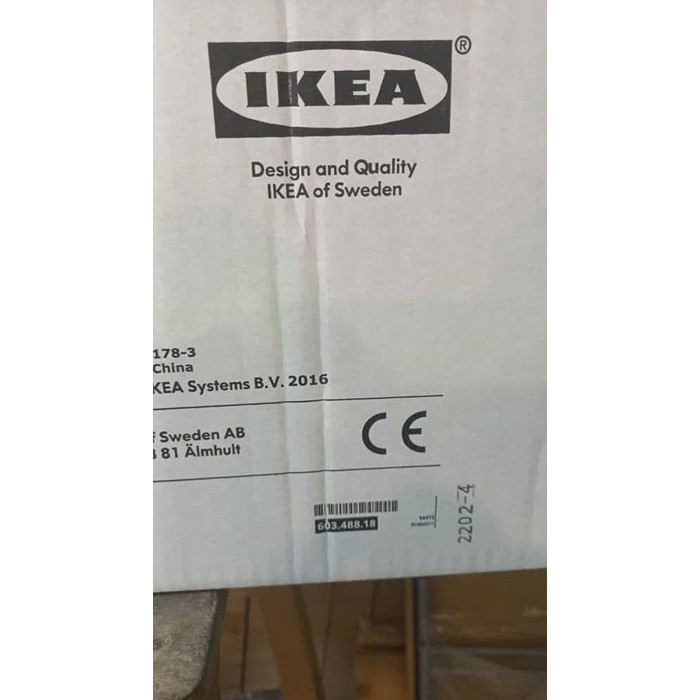 IKEA®
Design and Quality
IKEA of Sweden
178-3
China
KEA Systems B.V. 2016
f Sweden AB
81 Älmhult
CE
603.488.18
2202-4